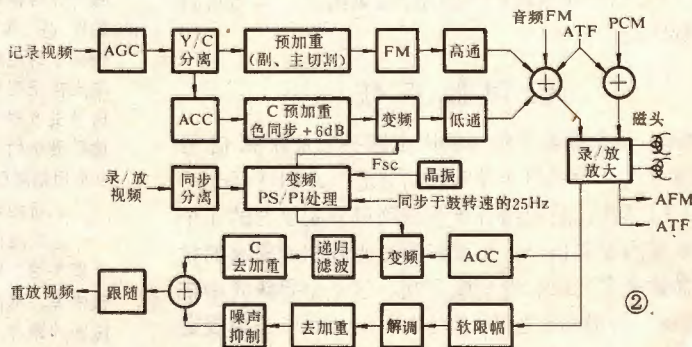 音频FM
ATF
PCM
记录视频
AGC
Y/C
分离
预加重
(副、主切割)
FM
高通
ACC
C 预加重
色同步+6dB
变频
低通
磁头
录/放
放大
录/放
视频
同步
分离
变频
PS/PI处理
Fsc
晶振
同步于鼓转速的25Hz
AFM
ATF
C
去加重
递归
滤波
变频
ACC
重放视频
跟随
噪声
抑制
去加重
解调
软限幅
②